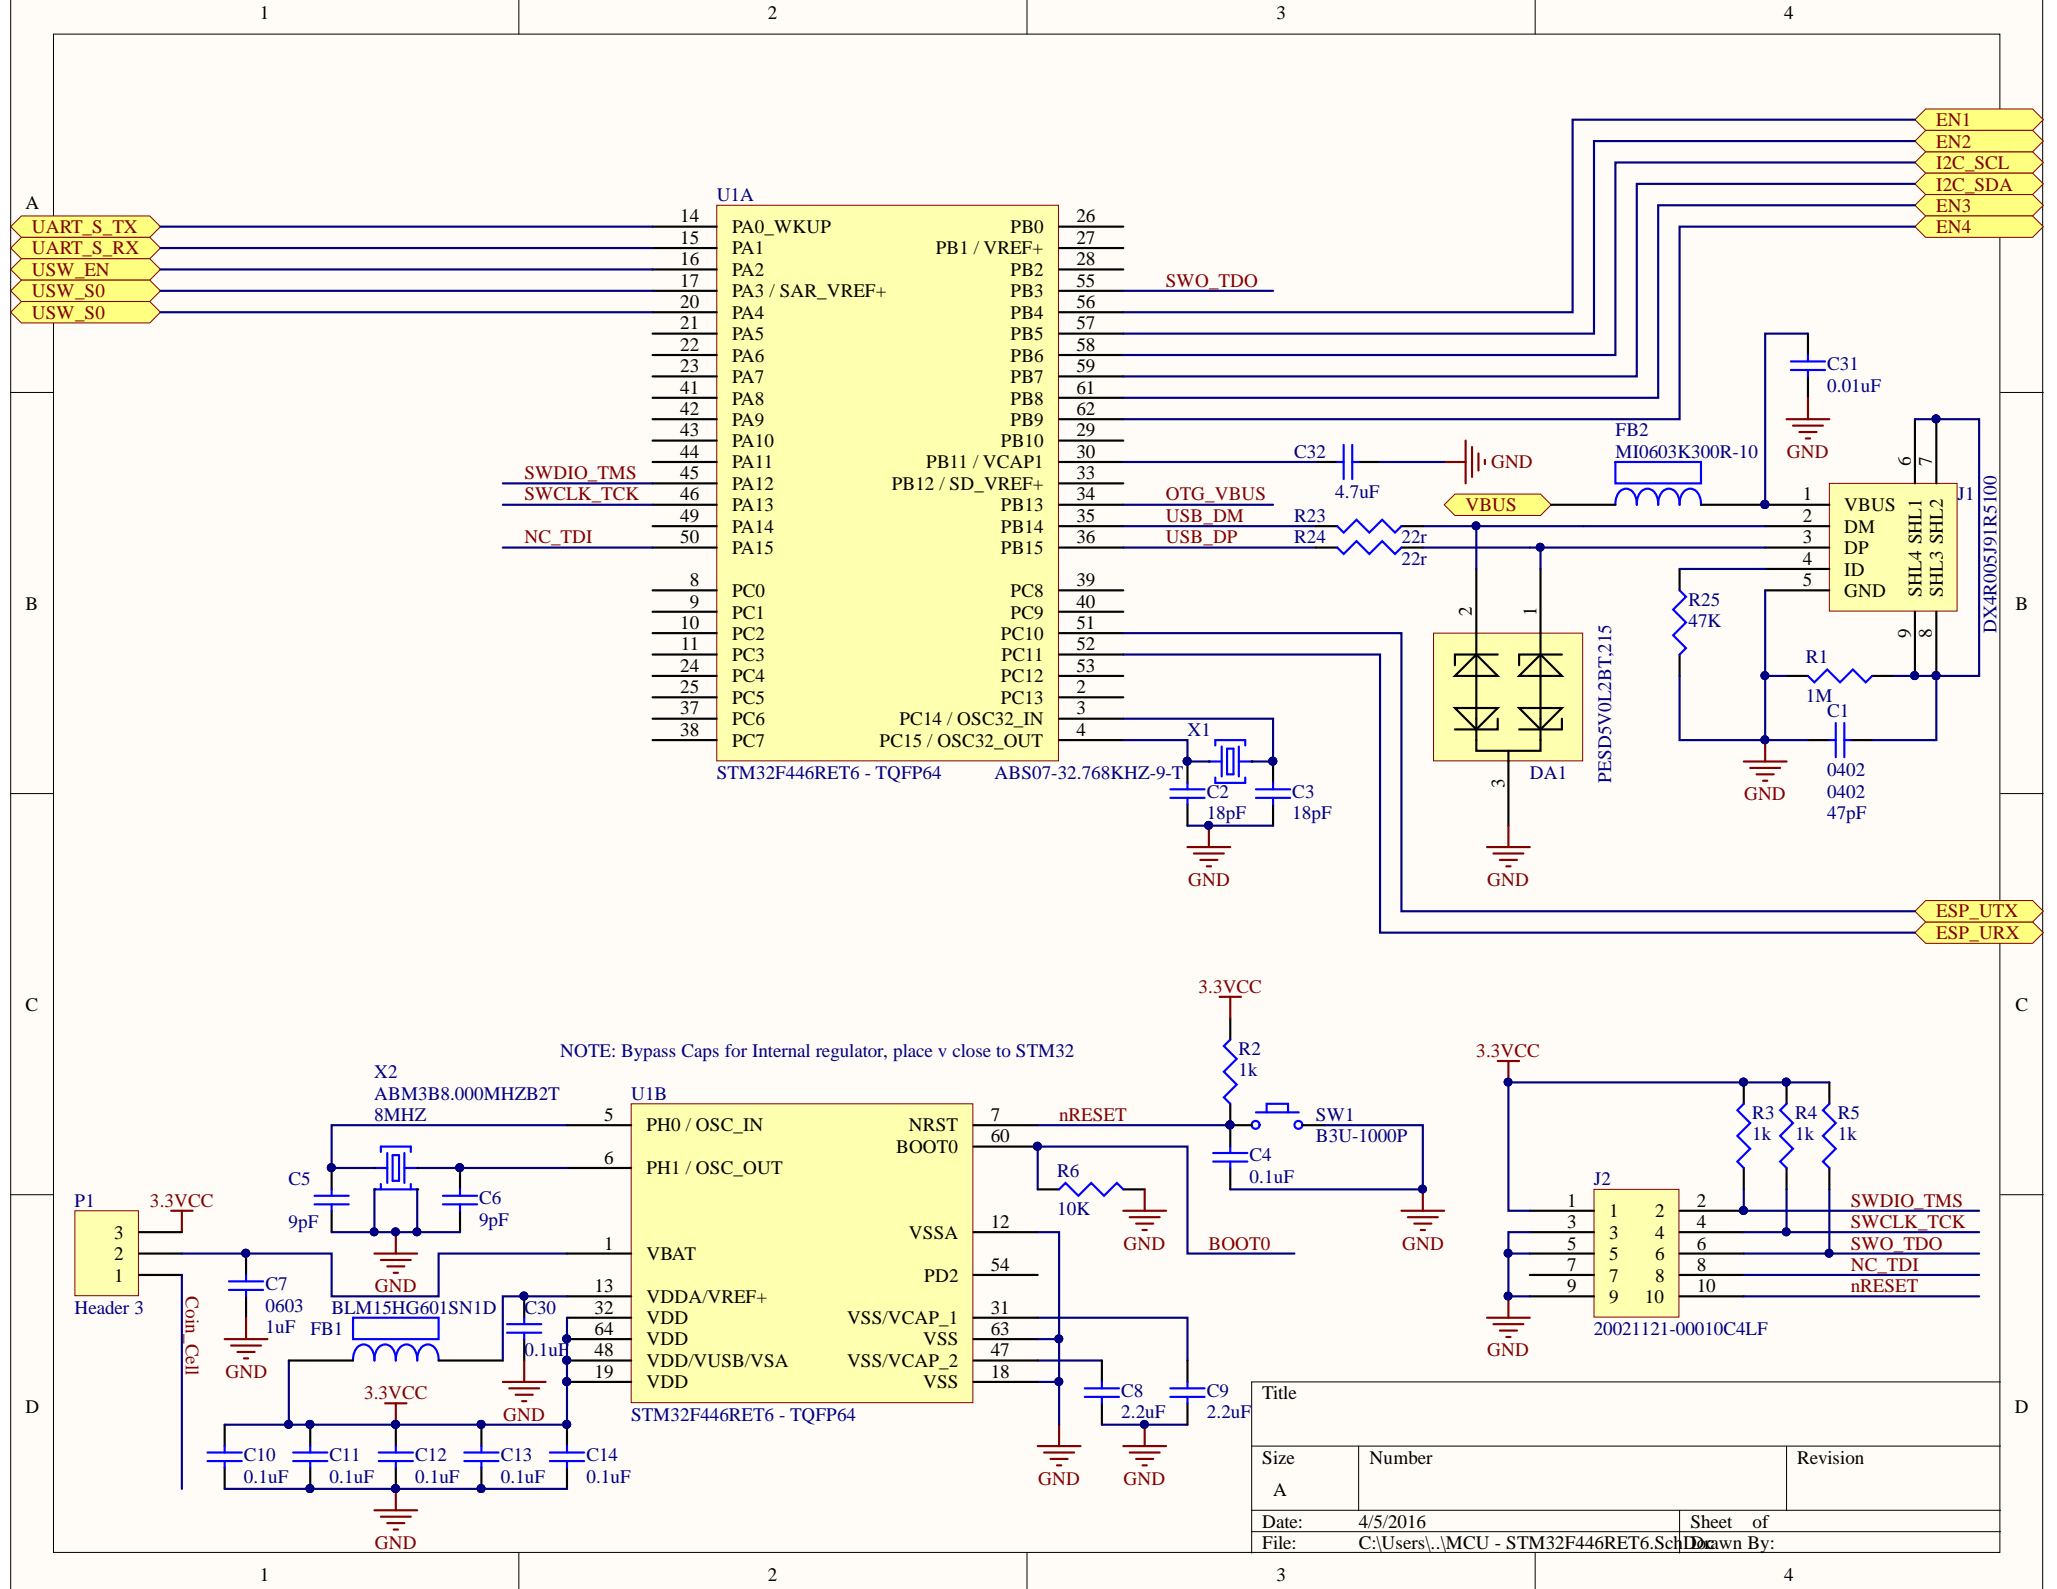 1 2 3 4
A
B
C
D
A
B
C
D
1 2 3 4
UART_S_TX
UART_S_RX
USW_EN
USW_S0
USW_S0
EN1
EN2
I2C_SCL
I2C_SDA
EN3
EN4
U1A
14 PA0_WKUP
15 PA1
16 PA2
17 PA3 / SAR_VREF+
20 PA4
21 PA5
22 PA6
23 PA7
41 PA8
42 PA9
43 PA10
44 PA11
SWDIO_TMS 45 PA12
SWCLK_TCK 46 PA13
49 PA14
NC_TDI 50 PA15
8 PC0
9 PC1
10 PC2
11 PC3
24 PC4
25 PC5
37 PC6
38 PC7
PB0 26
PB1 / VREF+ 27
PB2 28
PB3 55 SWO_TDO
PB4 56
PB5 57
PB6 58
PB7 59
PB8 61
PB9 62
PB10 29
PB11 / VCAP1 30
PB12 / SD_VREF+ 33
PB13 34 OTG_VBUS
PB14 35 USB_DM
PB15 36 USB_DP
PC8 39
PC9 40
PC10 51
PC11 52
PC12 53
PC13 2
PC14 / OSC32_IN 3
PC15 / OSC32_OUT 4
STM32F446RET6 - TQFP64
ABS07-32.768KHZ-9-T
X1
C2
18pF
C3
18pF
GND
C32
4.7uF
GND
R23
22r
R24
22r
VBUS
FB2
MI0603K300R-10
C31
0.01uF
GND
J1
DX4R005J91R5100
1 VBUS
2 DM
3 DP
4 ID
5 GND
6 7
SHL4 SHL1
SHL3 SHL2
9 8
R25
47K
R1
1M
C1
0402
0402
47pF
GND
2 1
3
DA1
PESD5V0L2BT,215
GND
ESP_UTX
ESP_URX
NOTE: Bypass Caps for Internal regulator, place v close to STM32
X2
ABM3B8.000MHZB2T
8MHZ
C5
9pF
C6
9pF
GND
U1B
5 PH0 / OSC_IN
6 PH1 / OSC_OUT
1 VBAT
13 VDDA/VREF+
32 VDD
64 VDD
48 VDD/VUSB/VSA
19 VDD
NRST 7 nRESET
BOOT0 60
VSSA 12
PD2 54
VSS/VCAP_1 31
VSS 63
VSS/VCAP_2 47
VSS 18
STM32F446RET6 - TQFP64
P1
3.3VCC
3
2
1
Header 3
Coin_Cell
C7
0603
1uF
GND
BLM15HG601SN1D
FB1
C30
0.1uF
GND
3.3VCC
C10
0.1uF
C11
0.1uF
C12
0.1uF
C13
0.1uF
C14
0.1uF
GND
3.3VCC
R2
1k
SW1
B3U-1000P
C4
0.1uF
GND
R6
10K
GND
BOOT0
GND
C8
2.2uF
C9
2.2uF
GND
3.3VCC
R3
1k
R4
1k
R5
1k
J2
1 1 2 2 SWDIO_TMS
3 3 4 4 SWCLK_TCK
5 5 6 6 SWO_TDO
7 7 8 8 NC_TDI
9 9 10 10 nRESET
20021121-00010C4LF
GND
Title
Size Number Revision
A
Date: 4/5/2016 Sheet of
File: C:\Users\..\MCU - STM32F446RET6.SchDoc Drawn By: